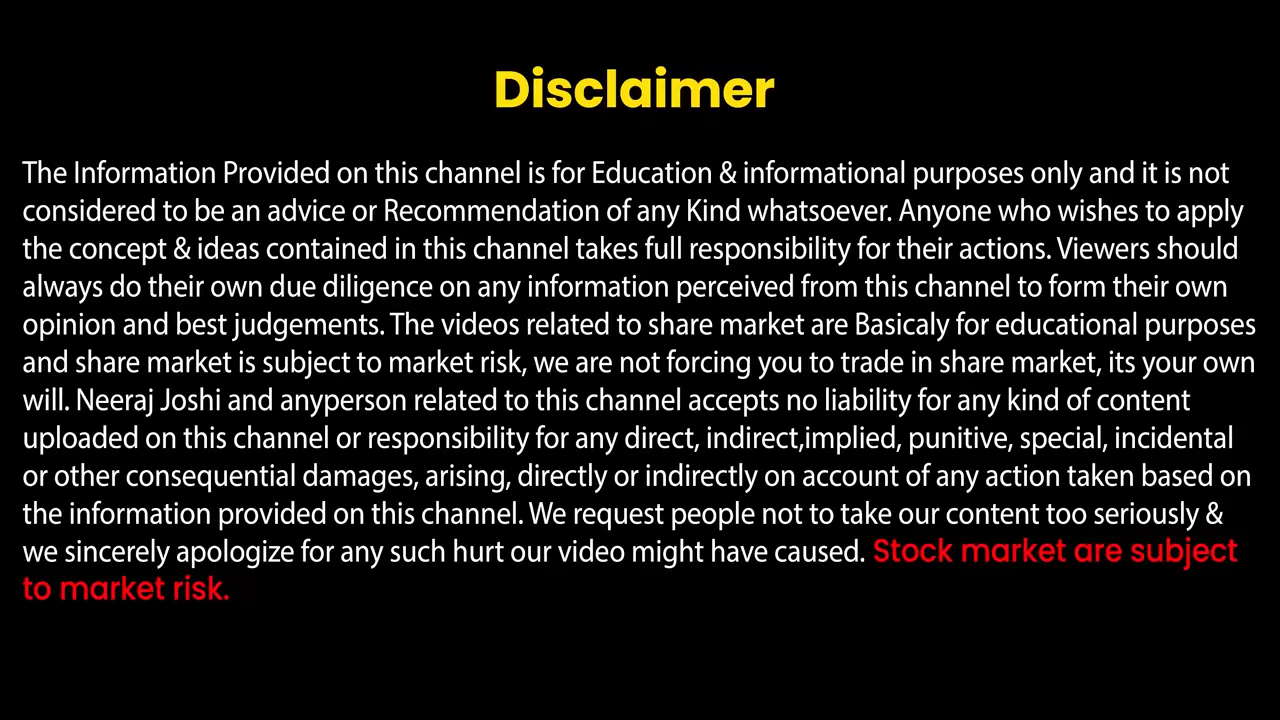 Disclaimer
The Information Provided on this channel is for Education & informational purposes only and it is not
considered to be an advice or Recommendation of any Kind whatsoever. Anyone who wishes to apply
the concept & ideas contained in this channel takes full responsibility for their actions. Viewers should
always do their own due diligence on any information perceived from this channel to form their own
opinion and best judgements. The videos related to share market are Basicaly for educational purposes
and share market is subject to market risk, we are not forcing you to trade in share market, its your own
will. Neeraj Joshi and anyperson related to this channel accepts no liability for any kind of content
uploaded on this channel or responsibility for any direct, indirect,implied, punitive, special, incidental
or other consequential damages, arising, directly or indirectly on account of any action taken based on
the information provided on this channel. We request people not to take our content too seriously &
we sincerely apologize for any such hurt our video might have caused. Stock market are subject
to market risk.